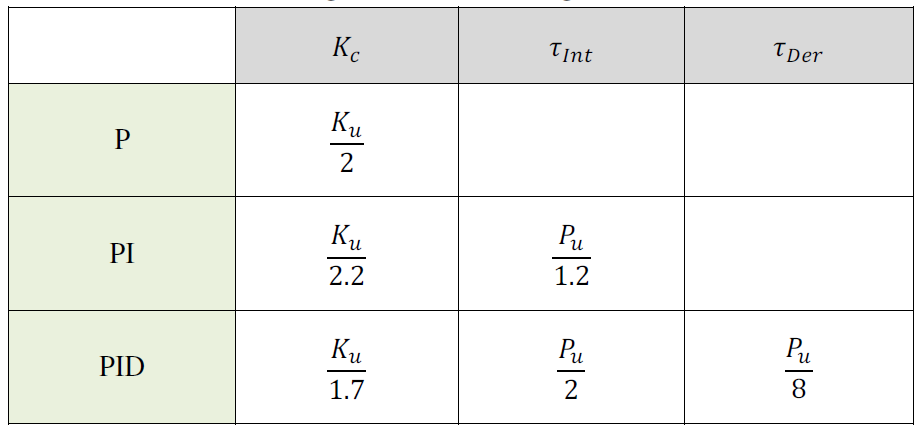 K_c τ_Int τ_Der
P K_u/2
PI K_u/2.2 P_u/1.2
PID K_u/1.7 P_u/2 P_u/8